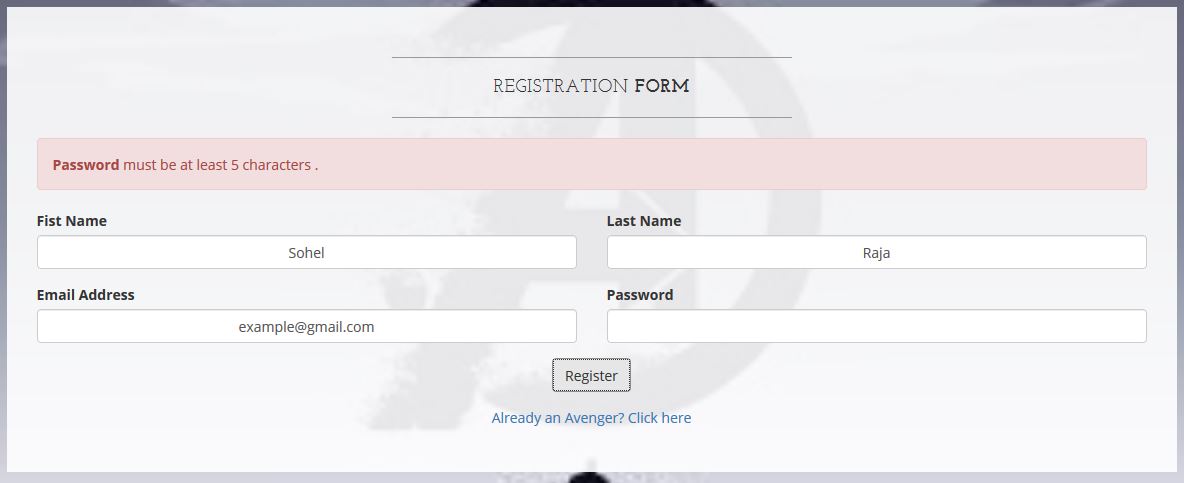 REGISTRATION FORM
Password must be at least 5 characters .
Fist Name
Last Name
Sohel
Raja
Email Address
Password
example@gmail.com
Register
Already an Avenger? Click here